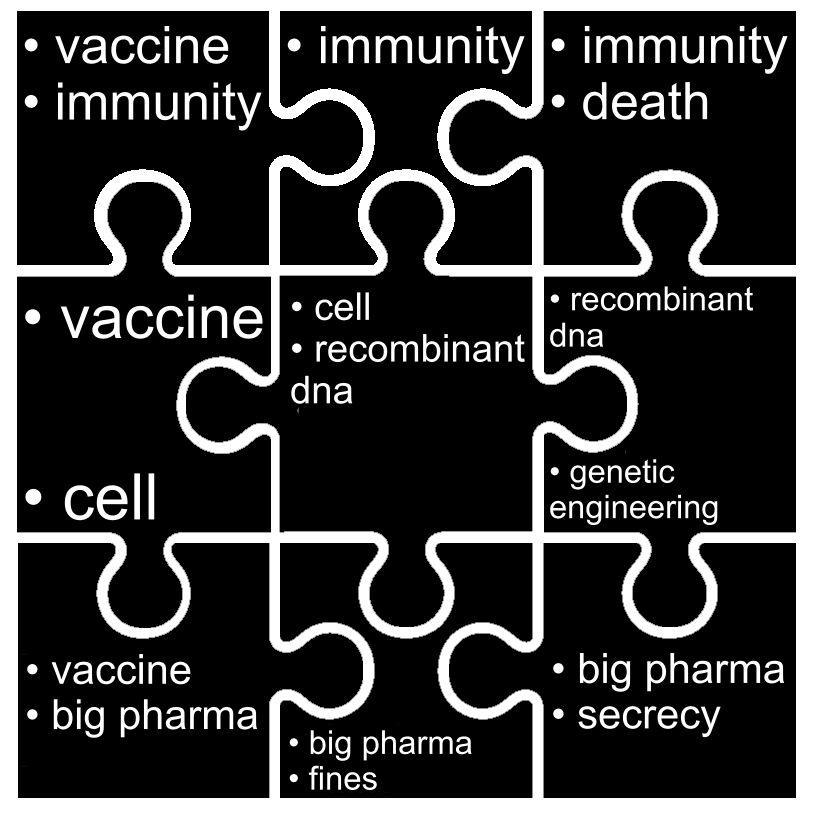 • vaccine
• immunity
• immunity
• immunity
• death
• vaccine
• cell
• cell
• recombinant
dna
• recombinant
dna
• genetic
engineering
• vaccine
• big pharma
• big pharma
• fines
• big pharma
• secrecy